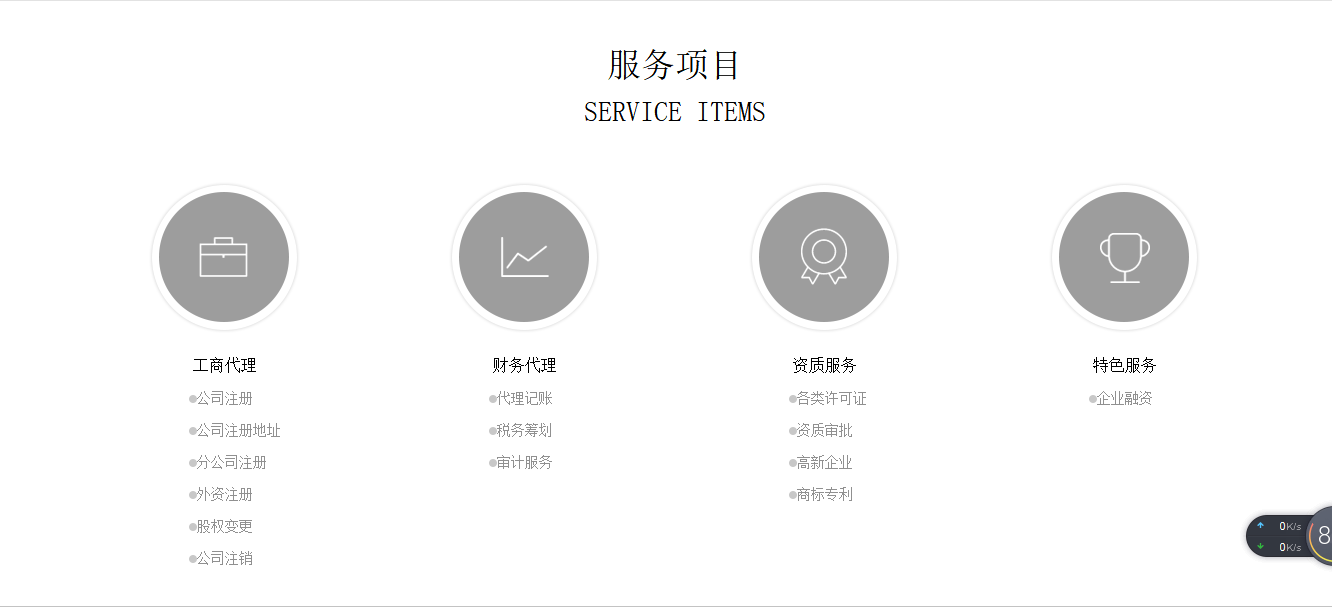 服务项目
SERVICE ITEMS
工商代理
公司注册
公司注册地址
分公司注册
外资注册
股权变更
公司注销
财务代理
代理记账
税务筹划
审计服务
资质服务
各类许可证
资质审批
高新企业
商标专利
特色服务
企业融资
0K/s
0K/s
8